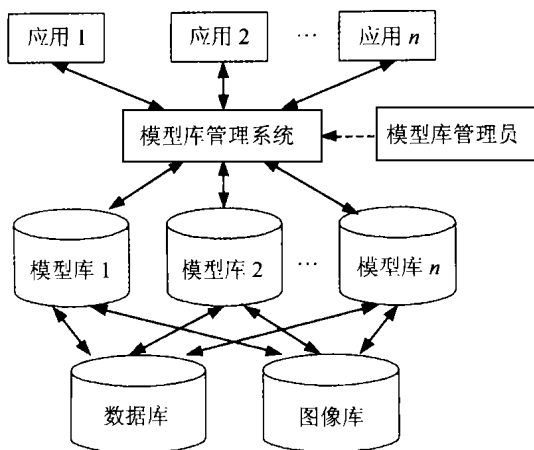 应用 1
应用 2
…
应用 n
模型库管理系统
模型库管理员
模型库 1
模型库 2
…
模型库 n
数据库
图像库